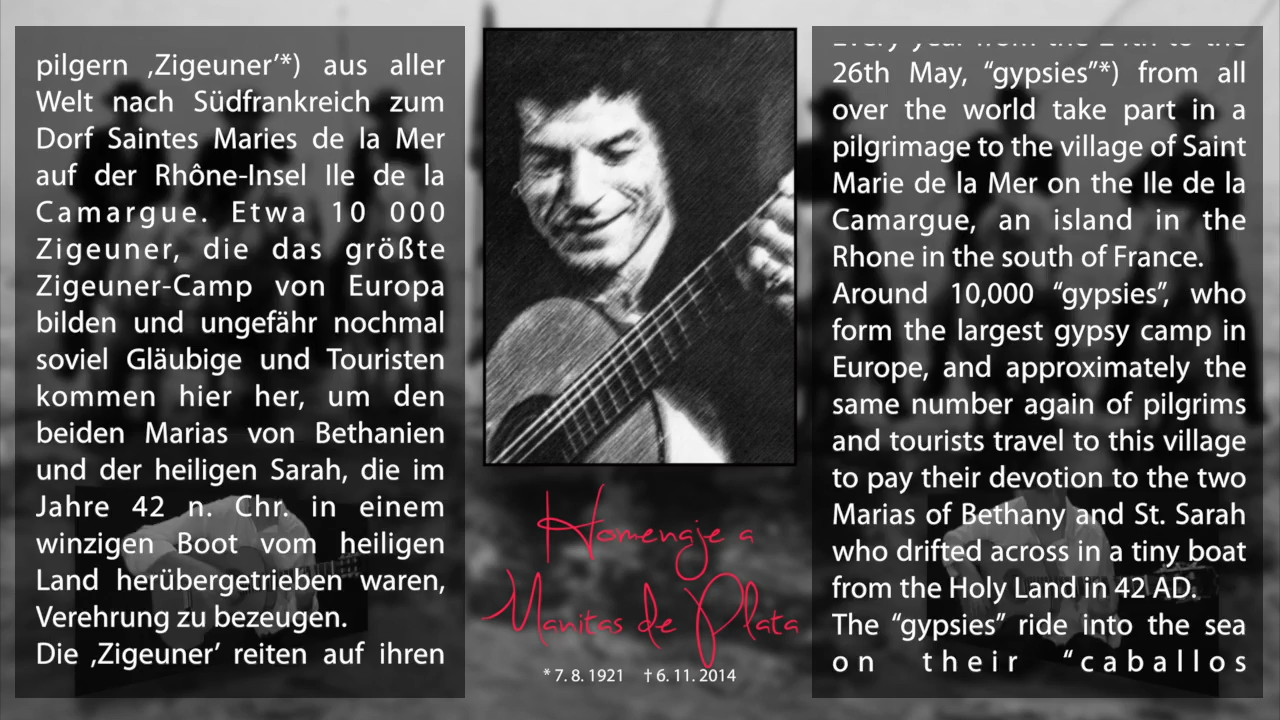 pilgern ‚Zigeuner’*) aus aller
Welt nach Südfrankreich zum
Dorf Saintes Maries de la Mer
auf der Rhône-Insel Ile de la
Camargue. Etwa 10 000
Zigeuner, die das größte
Zigeuner-Camp von Europa
bilden und ungefähr nochmal
soviel Gläubige und Touristen
kommen hier her, um den
beiden Marias von Bethanien
und der heiligen Sarah, die im
Jahre 42 n. Chr. in einem
winzigen Boot vom heiligen
Land herübergetrieben waren,
Verehrung zu bezeugen.
Die ‚Zigeuner’ reiten auf ihren
Homenaje a
Manitas de Plata
* 7. 8. 1921 † 6. 11. 2014
Every year from the 24th to the
26th May, “gypsies”*) from all
over the world take part in a
pilgrimage to the village of Saint
Marie de la Mer on the Ile de la
Camargue, an island in the
Rhone in the south of France.
Around 10,000 “gypsies”, who
form the largest gypsy camp in
Europe, and approximately the
same number again of pilgrims
and tourists travel to this village
to pay their devotion to the two
Marias of Bethany and St. Sarah
who drifted across in a tiny boat
from the Holy Land in 42 AD.
The “gypsies” ride into the sea
on their “caballos